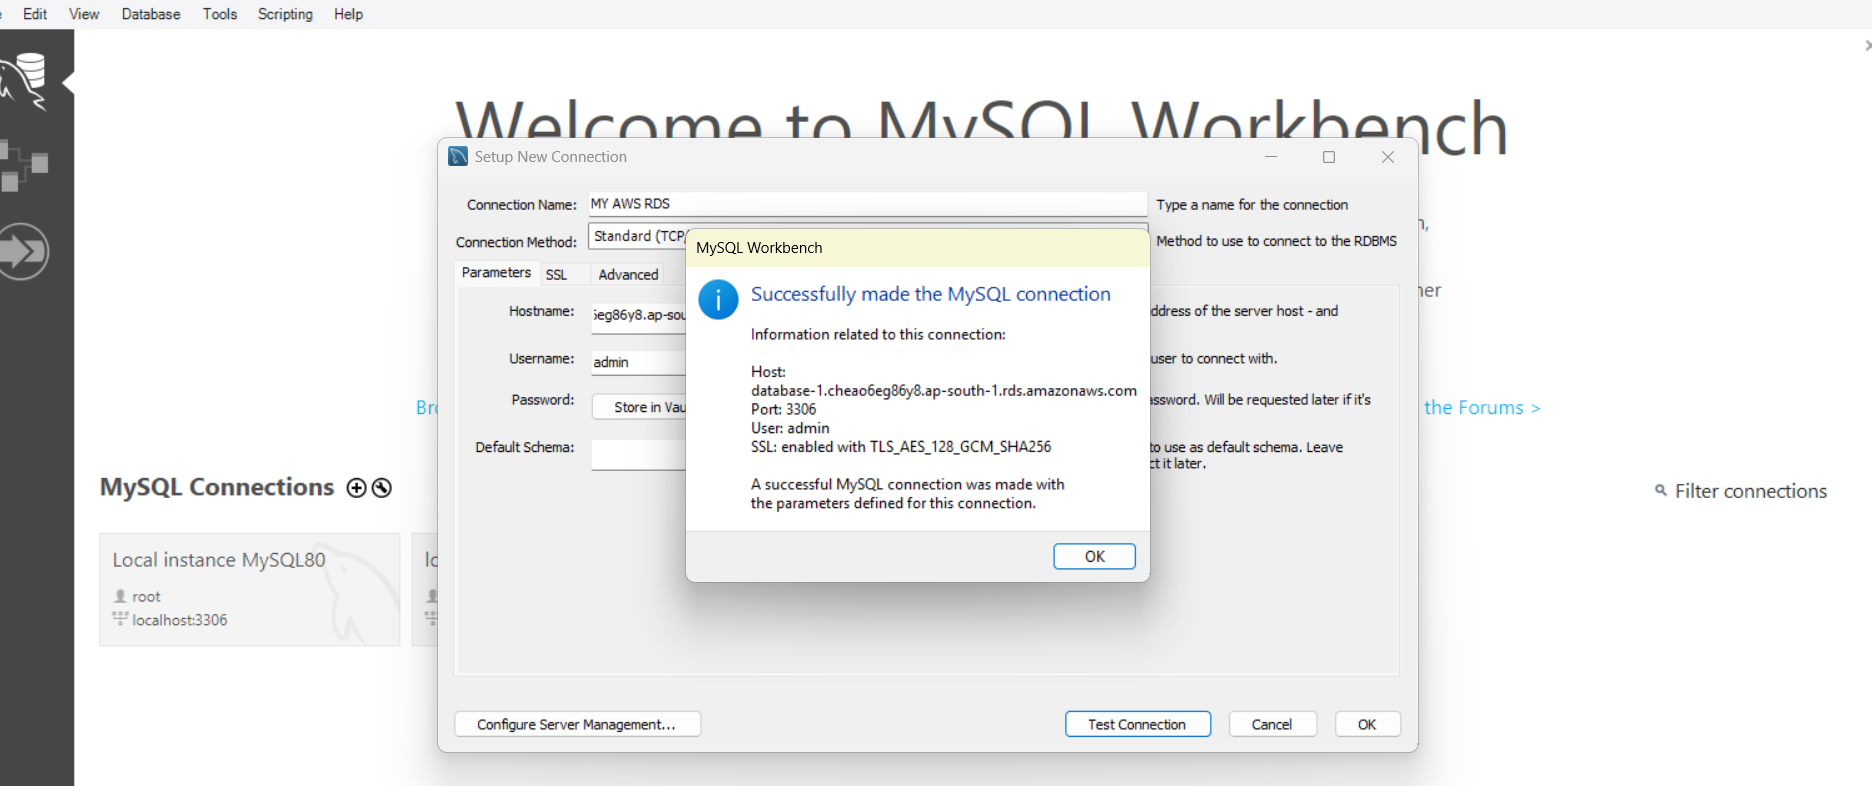 Edit View Database Tools Scripting Help
Welcome to MySQL Workbench
Setup New Connection
Connection Name: MY AWS RDS Type a name for the connection
Connection Method: Standard (TCP/ Method to use to connect to the RDBMS
Parameters SSL Advanced
MySQL Workbench
Successfully made the MySQL connection
Information related to this connection:
Host:
database-1.cheao6eg86y8.ap-south-1.rds.amazonaws.com
Port: 3306
User: admin
SSL: enabled with TLS_AES_128_GCM_SHA256
A successful MySQL connection was made with
the parameters defined for this connection.
OK
Hostname: 6eg86y8.ap-sou address of the server host - and
Username: admin user to connect with.
Password: Store in Vau assword. Will be requested later if it's
Default Schema: to use as default schema. Leave
ct it later.
the Forums >
MySQL Connections
Filter connections
Local instance MySQL80
root
localhost:3306
Configure Server Management... Test Connection Cancel OK